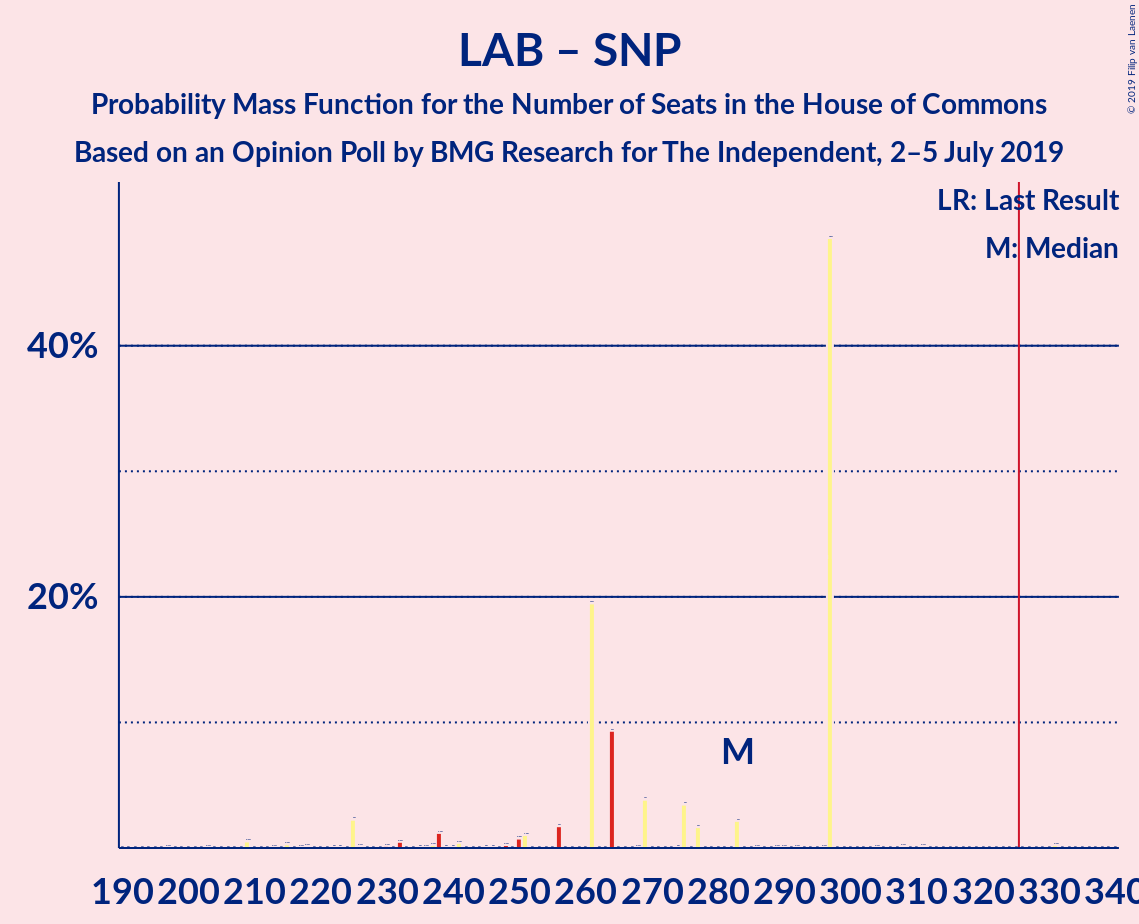 LAB – SNP
Probability Mass Function for the Number of Seats in the House of Commons
Based on an Opinion Poll by BMG Research for The Independent, 2–5 July 2019
© 2019 Filip van Laenen
LR: Last Result
M: Median
40%
20%
M
190 200 210 220 230 240 250 260 270 280 290 300 310 320 330 340